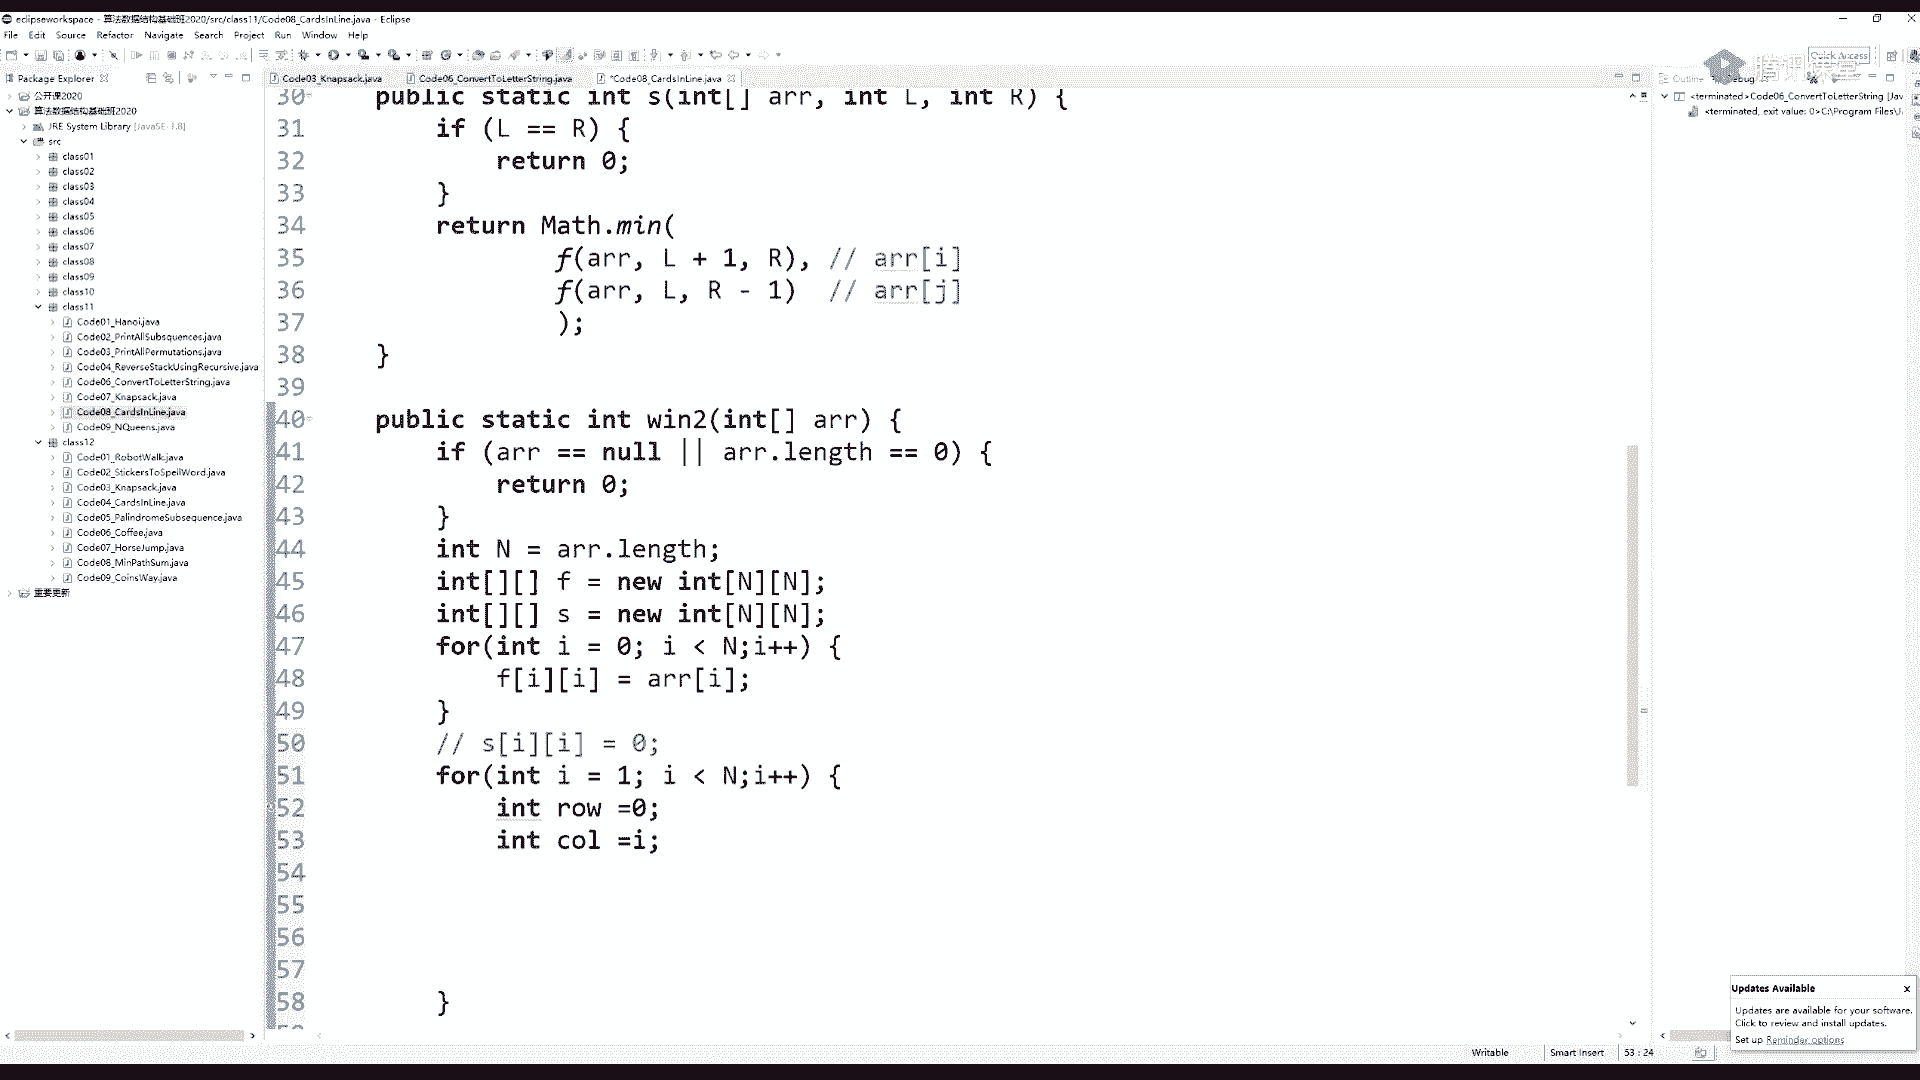 eclipseworkspace - 算法数据结构基础班2020/src/class11/Code08_CardsInLine.java - Eclipse
File Edit Source Refactor Navigate Search Project Run Window Help
Quick Access
腾讯课堂
Package Explorer
Code03_Knapsack.java
Code06_ConvertToLetterString.java
*Code08_CardsInLine.java
Outline
Debug
公开课2020
算法数据结构基础班2020
JRE System Library [JavaSE-1.8]
src
class01
class02
class03
class04
class05
class06
class07
class08
class09
class10
class11
Code01_Hanoi.java
Code02_PrintAllSubsquences.java
Code03_PrintAllPermutations.java
Code04_ReverseStackUsingRecursive.java
Code06_ConvertToLetterString.java
Code07_Knapsack.java
Code08_CardsInLine.java
Code09_NQueens.java
class12
Code01_RobotWalk.java
Code02_StickersToSpellWord.java
Code03_Knapsack.java
Code04_CardsInLine.java
Code05_PalindromeSubsequence.java
Code06_Coffee.java
Code07_HorseJump.java
Code08_MinPathSum.java
Code09_CoinsWay.java
重要更新
30 public static int s(int[] arr, int L, int R) {
31 if (L == R) {
32 return 0;
33 }
34 return Math.min(
35 f(arr, L + 1, R), // arr[i]
36 f(arr, L, R - 1) // arr[j]
37 );
38 }
39
40 public static int win2(int[] arr) {
41 if (arr == null || arr.length == 0) {
42 return 0;
43 }
44 int N = arr.length;
45 int[][] f = new int[N][N];
46 int[][] s = new int[N][N];
47 for(int i = 0; i < N;i++) {
48 f[i][i] = arr[i];
49 }
50 // s[i][i] = 0;
51 for(int i = 1; i < N;i++) {
52 int row =0;
53 int col =i;
54
55
56
57
58 }
<terminated>Code06_ConvertToLetterString [Jav
<terminated, exit value: 0>C:\Program Files\J
Updates Available
Updates are available for your software.
Click to review and install updates.
Set up Reminder options
Writable Smart Insert 53 : 24